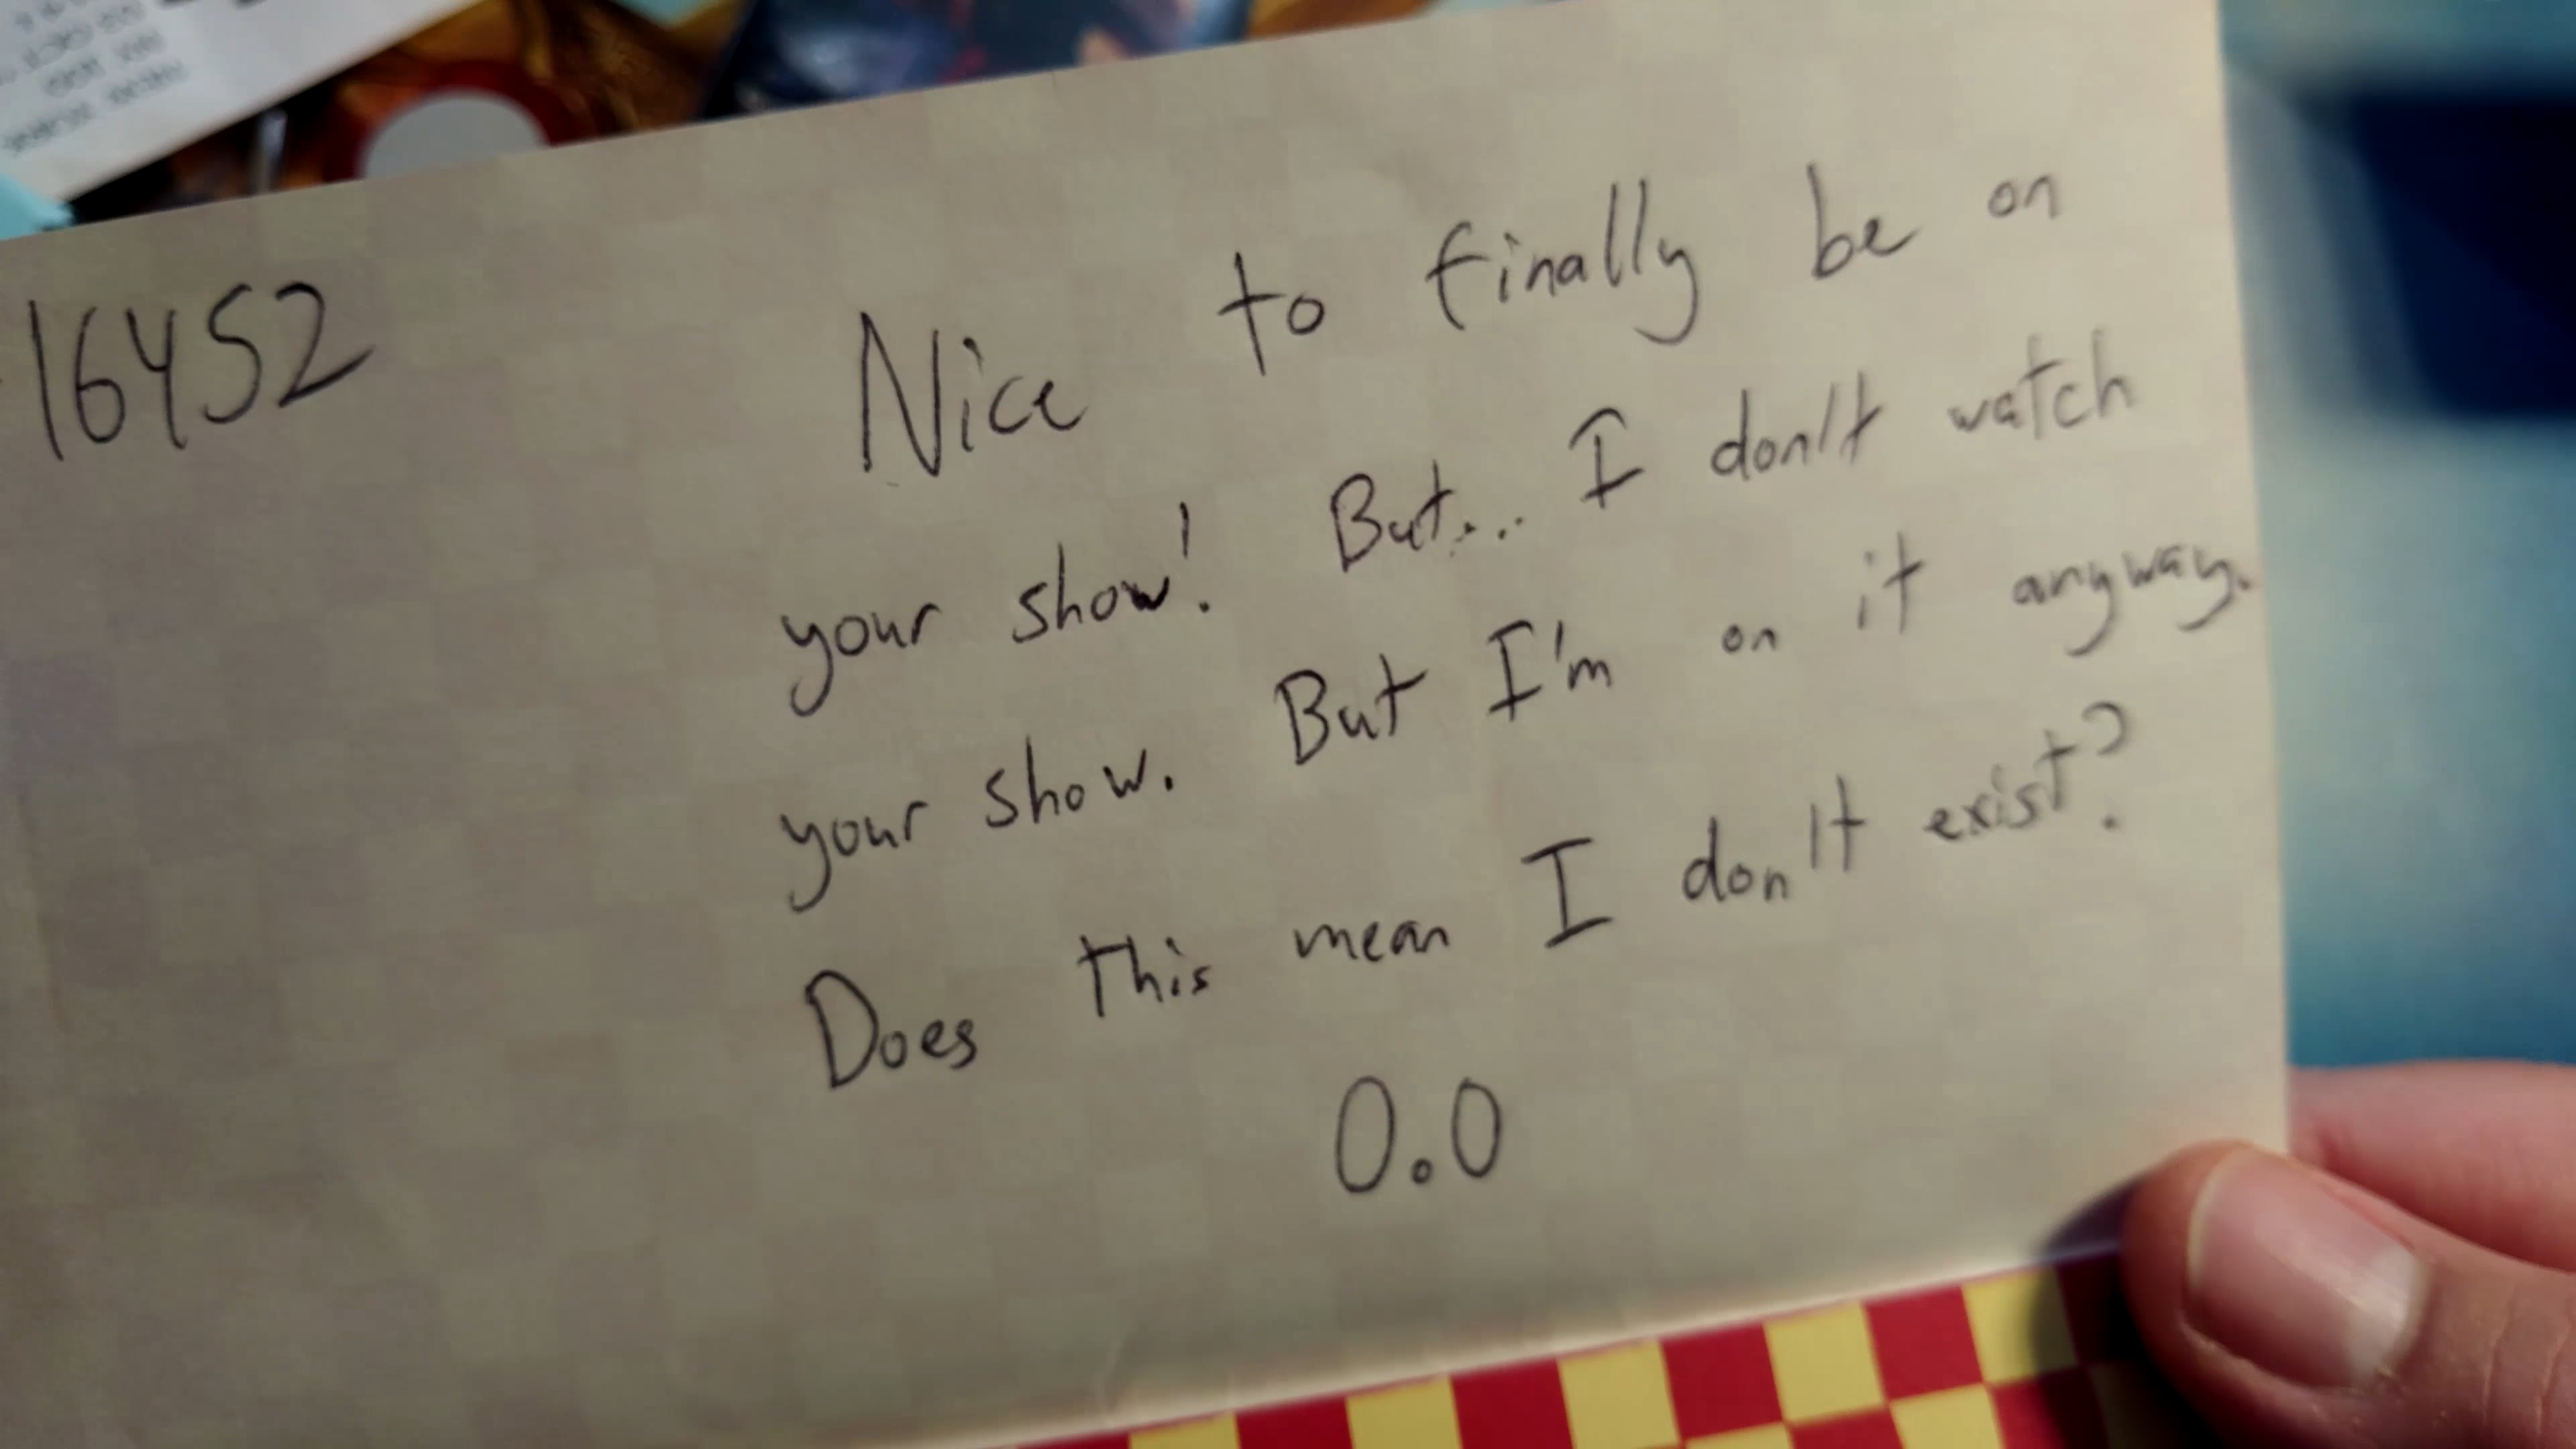 16452
Nice to finally be on
your show! But... I don't watch
your show. But I'm on it anyway.
Does this mean I don't exist?
0.0